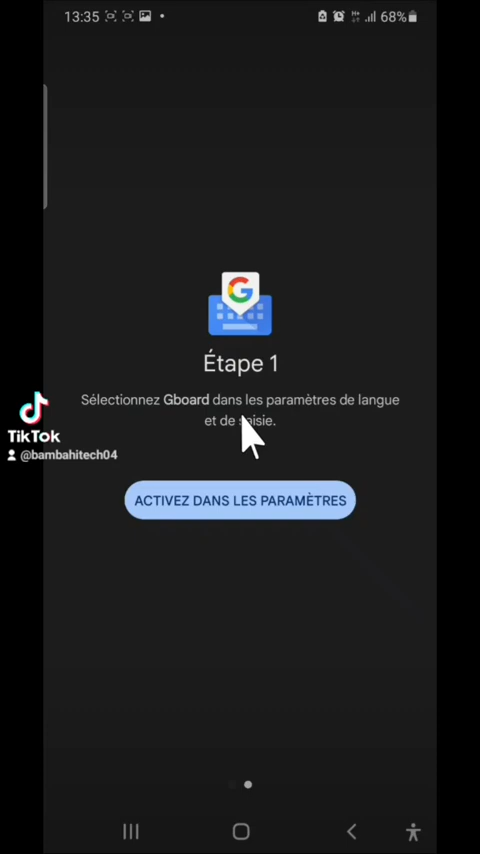 13:35
68%
G
Étape 1
Sélectionnez Gboard dans les paramètres de langue
et de saisie.
TikTok
@bambahitech04
ACTIVEZ DANS LES PARAMÈTRES